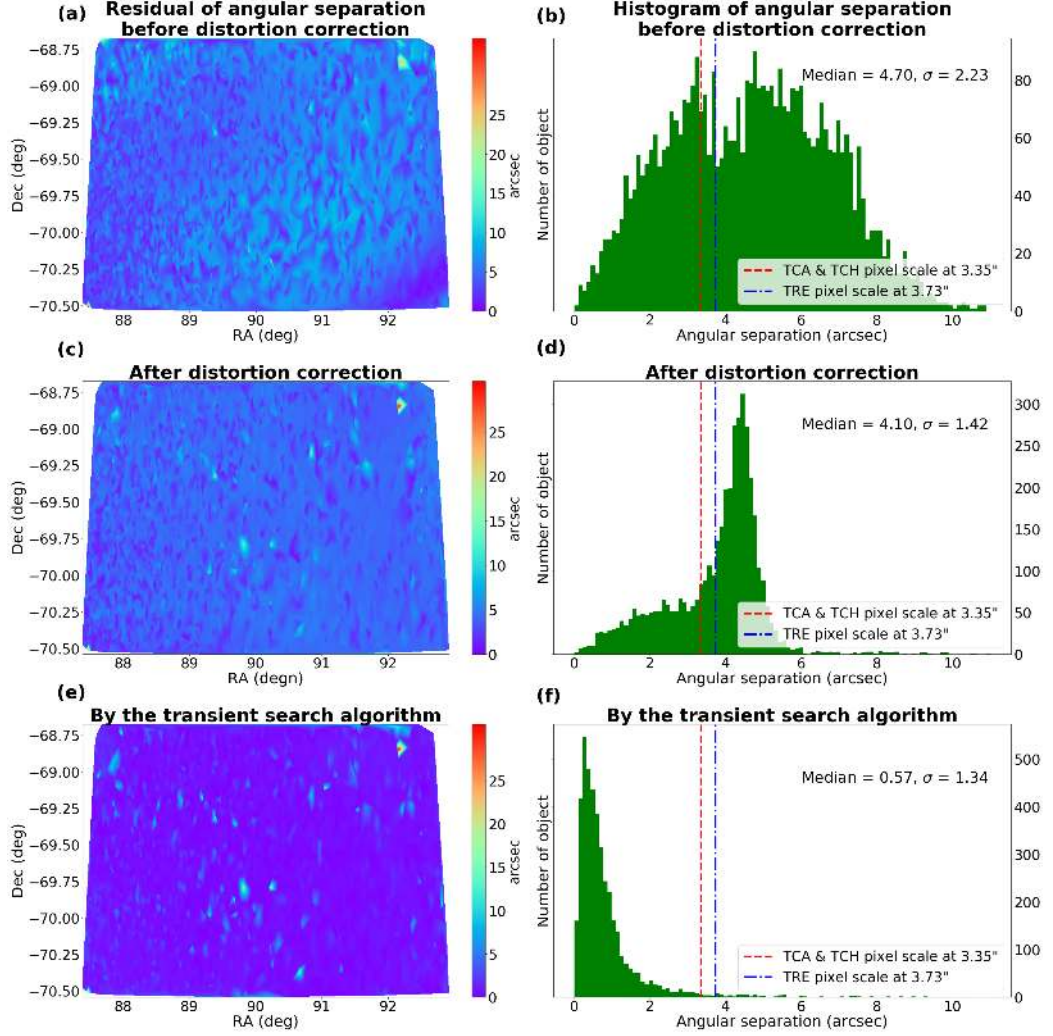 (a)
Residual of angular separation
before distortion correction
−68.75
−69.00
−69.25
−69.50
−69.75
−70.00
−70.25
−70.50
Dec (deg)
88
89
90
91
92
RA (deg)
25
20
15
10
5
0
arcsec
(b)
Histogram of angular separation
before distortion correction
Median = 4.70, σ = 2.23
Number of object
80
60
40
20
0
TCA & TCH pixel scale at 3.35"
TRE pixel scale at 3.73"
0
2
4
6
8
10
Angular separation (arcsec)
(c)
After distortion correction
−68.75
−69.00
−69.25
−69.50
−69.75
−70.00
−70.25
−70.50
Dec (deg)
88
89
90
91
92
RA (degn)
25
20
15
10
5
0
arcsec
(d)
After distortion correction
Median = 4.10, σ = 1.42
Number of object
300
250
200
150
100
50
0
TCA & TCH pixel scale at 3.35"
TRE pixel scale at 3.73"
0
2
4
6
8
10
Angular separation (arcsec)
(e)
By the transient search algorithm
−68.75
−69.00
−69.25
−69.50
−69.75
−70.00
−70.25
−70.50
Dec (deg)
88
89
90
91
92
RA (deg)
25
20
15
10
5
0
arcsec
(f)
By the transient search algorithm
Median = 0.57, σ = 1.34
Number of object
500
400
300
200
100
0
TCA & TCH pixel scale at 3.35"
TRE pixel scale at 3.73"
0
2
4
6
8
10
Angular separation (arcsec)